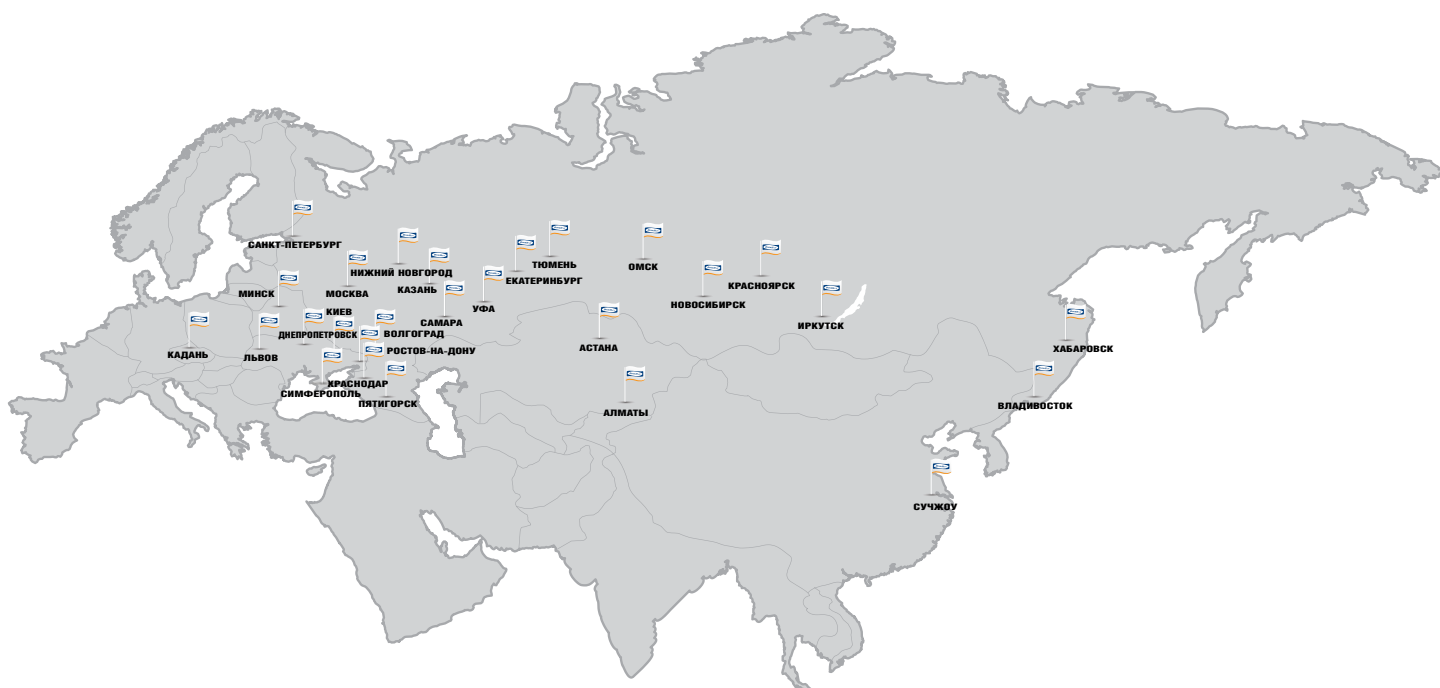 САНКТ-ПЕТЕРБУРГ
НИЖНИЙ НОВГОРОД
ТЮМЕНЬ
ОМСК
ЕКАТЕРИНБУРГ
КРАСНОЯРСК
КАЗАНЬ
МОСКВА
МИНСК
НОВОСИБИРСК
УФА
КИЕВ
САМАРА
ИРКУТСК
ДНЕПРОПЕТРОВСК
ВОЛГОГРАД
АСТАНА
ХАБАРОВСК
КАДАНЬ
ЛЬВОВ
РОСТОВ-НА-ДОНУ
ХРАСНОДАР
СИМФЕРОПОЛЬ
ПЯТИГОРСК
АЛМАТЫ
ВЛАДИВОСТОК
СУЧЖОУ